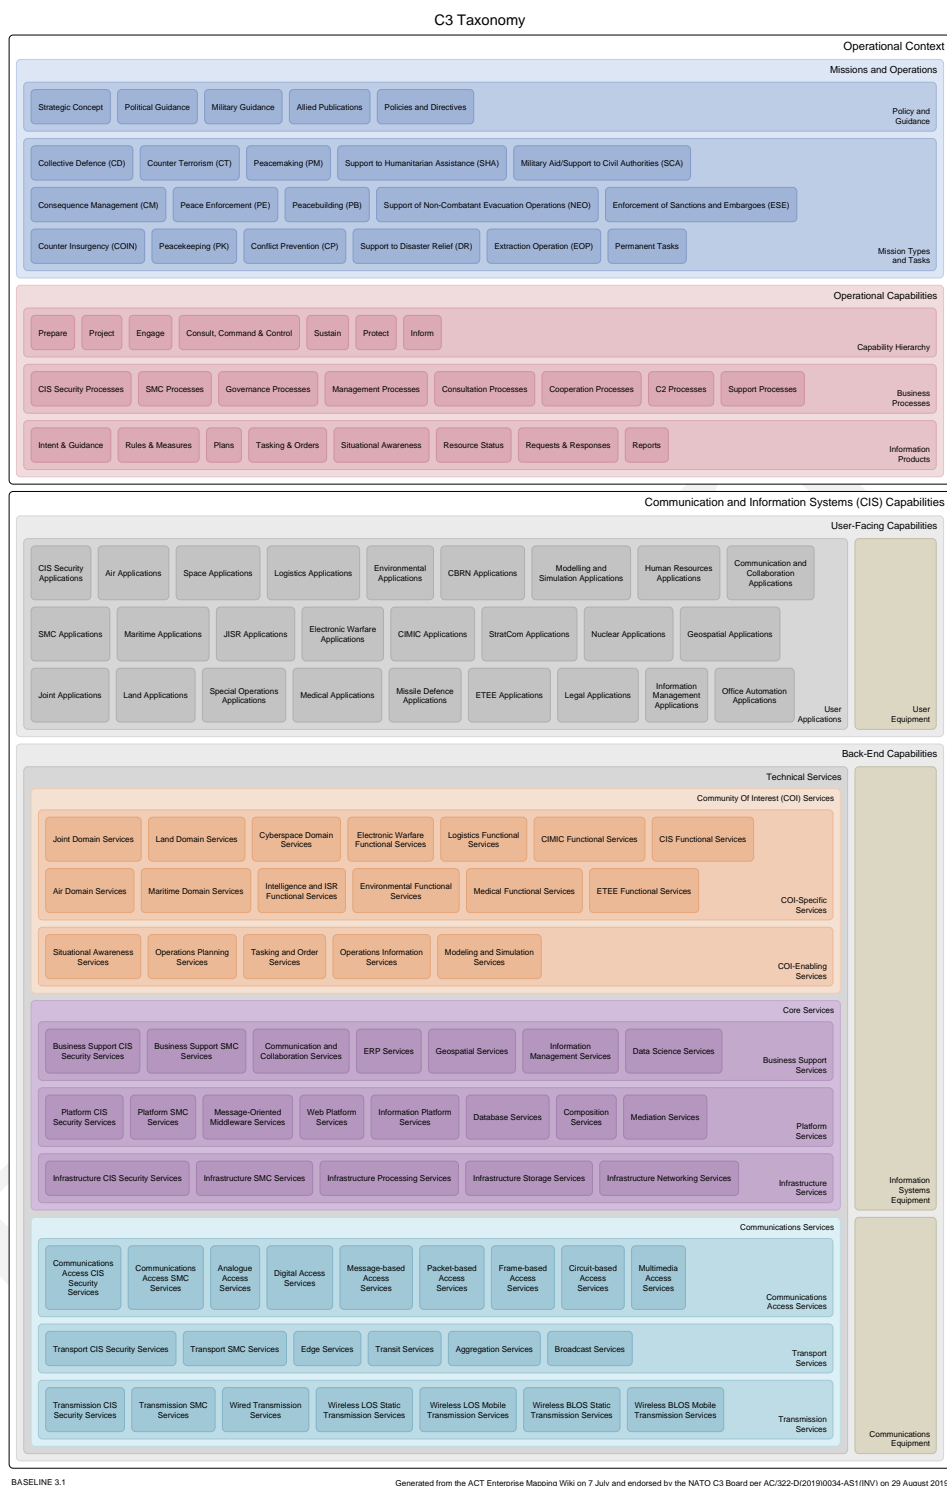 C3 Taxonomy
Operational Context
Missions and Operations
Strategic Concept
Political Guidance
Military Guidance
Allied Publications
Policies and Directives
Policy and
Guidance
Collective Defence (CD)
Counter Terrorism (CT)
Peacemaking (PM)
Support to Humanitarian Assistance (SHA)
Military Aid/Support to Civil Authorities (SCA)
Consequence Management (CM)
Peace Enforcement (PE)
Peacebuilding (PB)
Support of Non-Combatant Evacuation Operations (NEO)
Enforcement of Sanctions and Embargoes (ESE)
Counter Insurgency (COIN)
Peacekeeping (PK)
Conflict Prevention (CP)
Support to Disaster Relief (DR)
Extraction Operation (EOP)
Permanent Tasks
Mission Types
and Tasks
Operational Capabilities
Prepare
Project
Engage
Consult, Command & Control
Sustain
Protect
Inform
Capability Hierarchy
CIS Security Processes
SMC Processes
Governance Processes
Management Processes
Consultation Processes
Cooperation Processes
C2 Processes
Support Processes
Business
Processes
Intent & Guidance
Rules & Measures
Plans
Tasking & Orders
Situational Awareness
Resource Status
Requests & Responses
Reports
Information
Products
Communication and Information Systems (CIS) Capabilities
User-Facing Capabilities
CIS Security
Applications
Air Applications
Space Applications
Logistics Applications
Environmental
Applications
CBRN Applications
Modelling and
Simulation Applications
Human Resources
Applications
Communication and
Collaboration
Applications
SMC Applications
Maritime Applications
JISR Applications
Electronic Warfare
Applications
CIMIC Applications
StratCom Applications
Nuclear Applications
Geospatial Applications
Joint Applications
Land Applications
Special Operations
Applications
Medical Applications
Missile Defence
Applications
ETEE Applications
Legal Applications
Information
Management
Applications
Office Automation
Applications
User
Applications
User
Equipment
Back-End Capabilities
Technical Services
Community Of Interest (COI) Services
Joint Domain Services
Land Domain Services
Cyberspace Domain
Services
Electronic Warfare
Functional Services
Logistics Functional
Services
CIMIC Functional Services
CIS Functional Services
Air Domain Services
Maritime Domain Services
Intelligence and ISR
Functional Services
Environmental Functional
Services
Medical Functional Services
ETEE Functional Services
COI-Specific
Services
Situational Awareness
Services
Operations Planning
Services
Tasking and Order
Services
Operations Information
Services
Modeling and Simulation
Services
COI-Enabling
Services
Core Services
Business Support CIS
Security Services
Business Support SMC
Services
Communication and
Collaboration Services
ERP Services
Geospatial Services
Information
Management Services
Data Science Services
Business Support
Services
Platform CIS
Security Services
Platform SMC
Services
Message-Oriented
Middleware Services
Web Platform
Services
Information Platform
Services
Database Services
Composition
Services
Mediation Services
Platform
Services
Infrastructure CIS Security Services
Infrastructure SMC Services
Infrastructure Processing Services
Infrastructure Storage Services
Infrastructure Networking Services
Infrastructure
Services
Information
Systems
Equipment
Communications Services
Communications
Access CIS
Security
Services
Communications
Access SMC
Services
Analogue
Access
Services
Digital Access
Services
Message-based
Access
Services
Packet-based
Access
Services
Frame-based
Access
Services
Circuit-based
Access
Services
Multimedia
Access
Services
Communications
Access Services
Transport CIS Security Services
Transport SMC Services
Edge Services
Transit Services
Aggregation Services
Broadcast Services
Transport
Services
Transmission CIS
Security Services
Transmission SMC
Services
Wired Transmission
Services
Wireless LOS Static
Transmission Services
Wireless LOS Mobile
Transmission Services
Wireless BLOS Static
Transmission Services
Wireless BLOS Mobile
Transmission Services
Transmission
Services
Communications
Equipment
BASELINE 3.1
Generated from the ACT Enterprise Mapping Wiki on 7 July and endorsed by the NATO C3 Board per AC/322-D(2019)0034-AS1(INV) on 29 August 2019